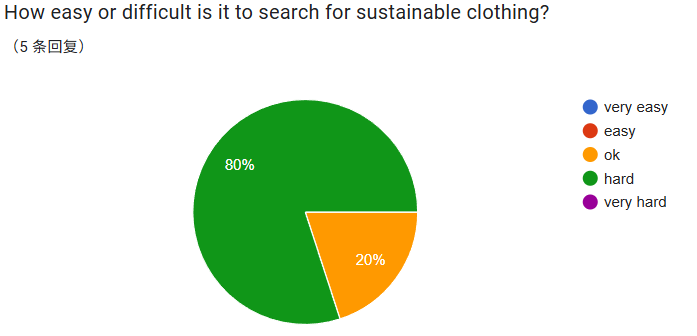 How easy or difficult is it to search for sustainable clothing?
（5 条回复）
very easy
easy
ok
hard
very hard
80%
20%